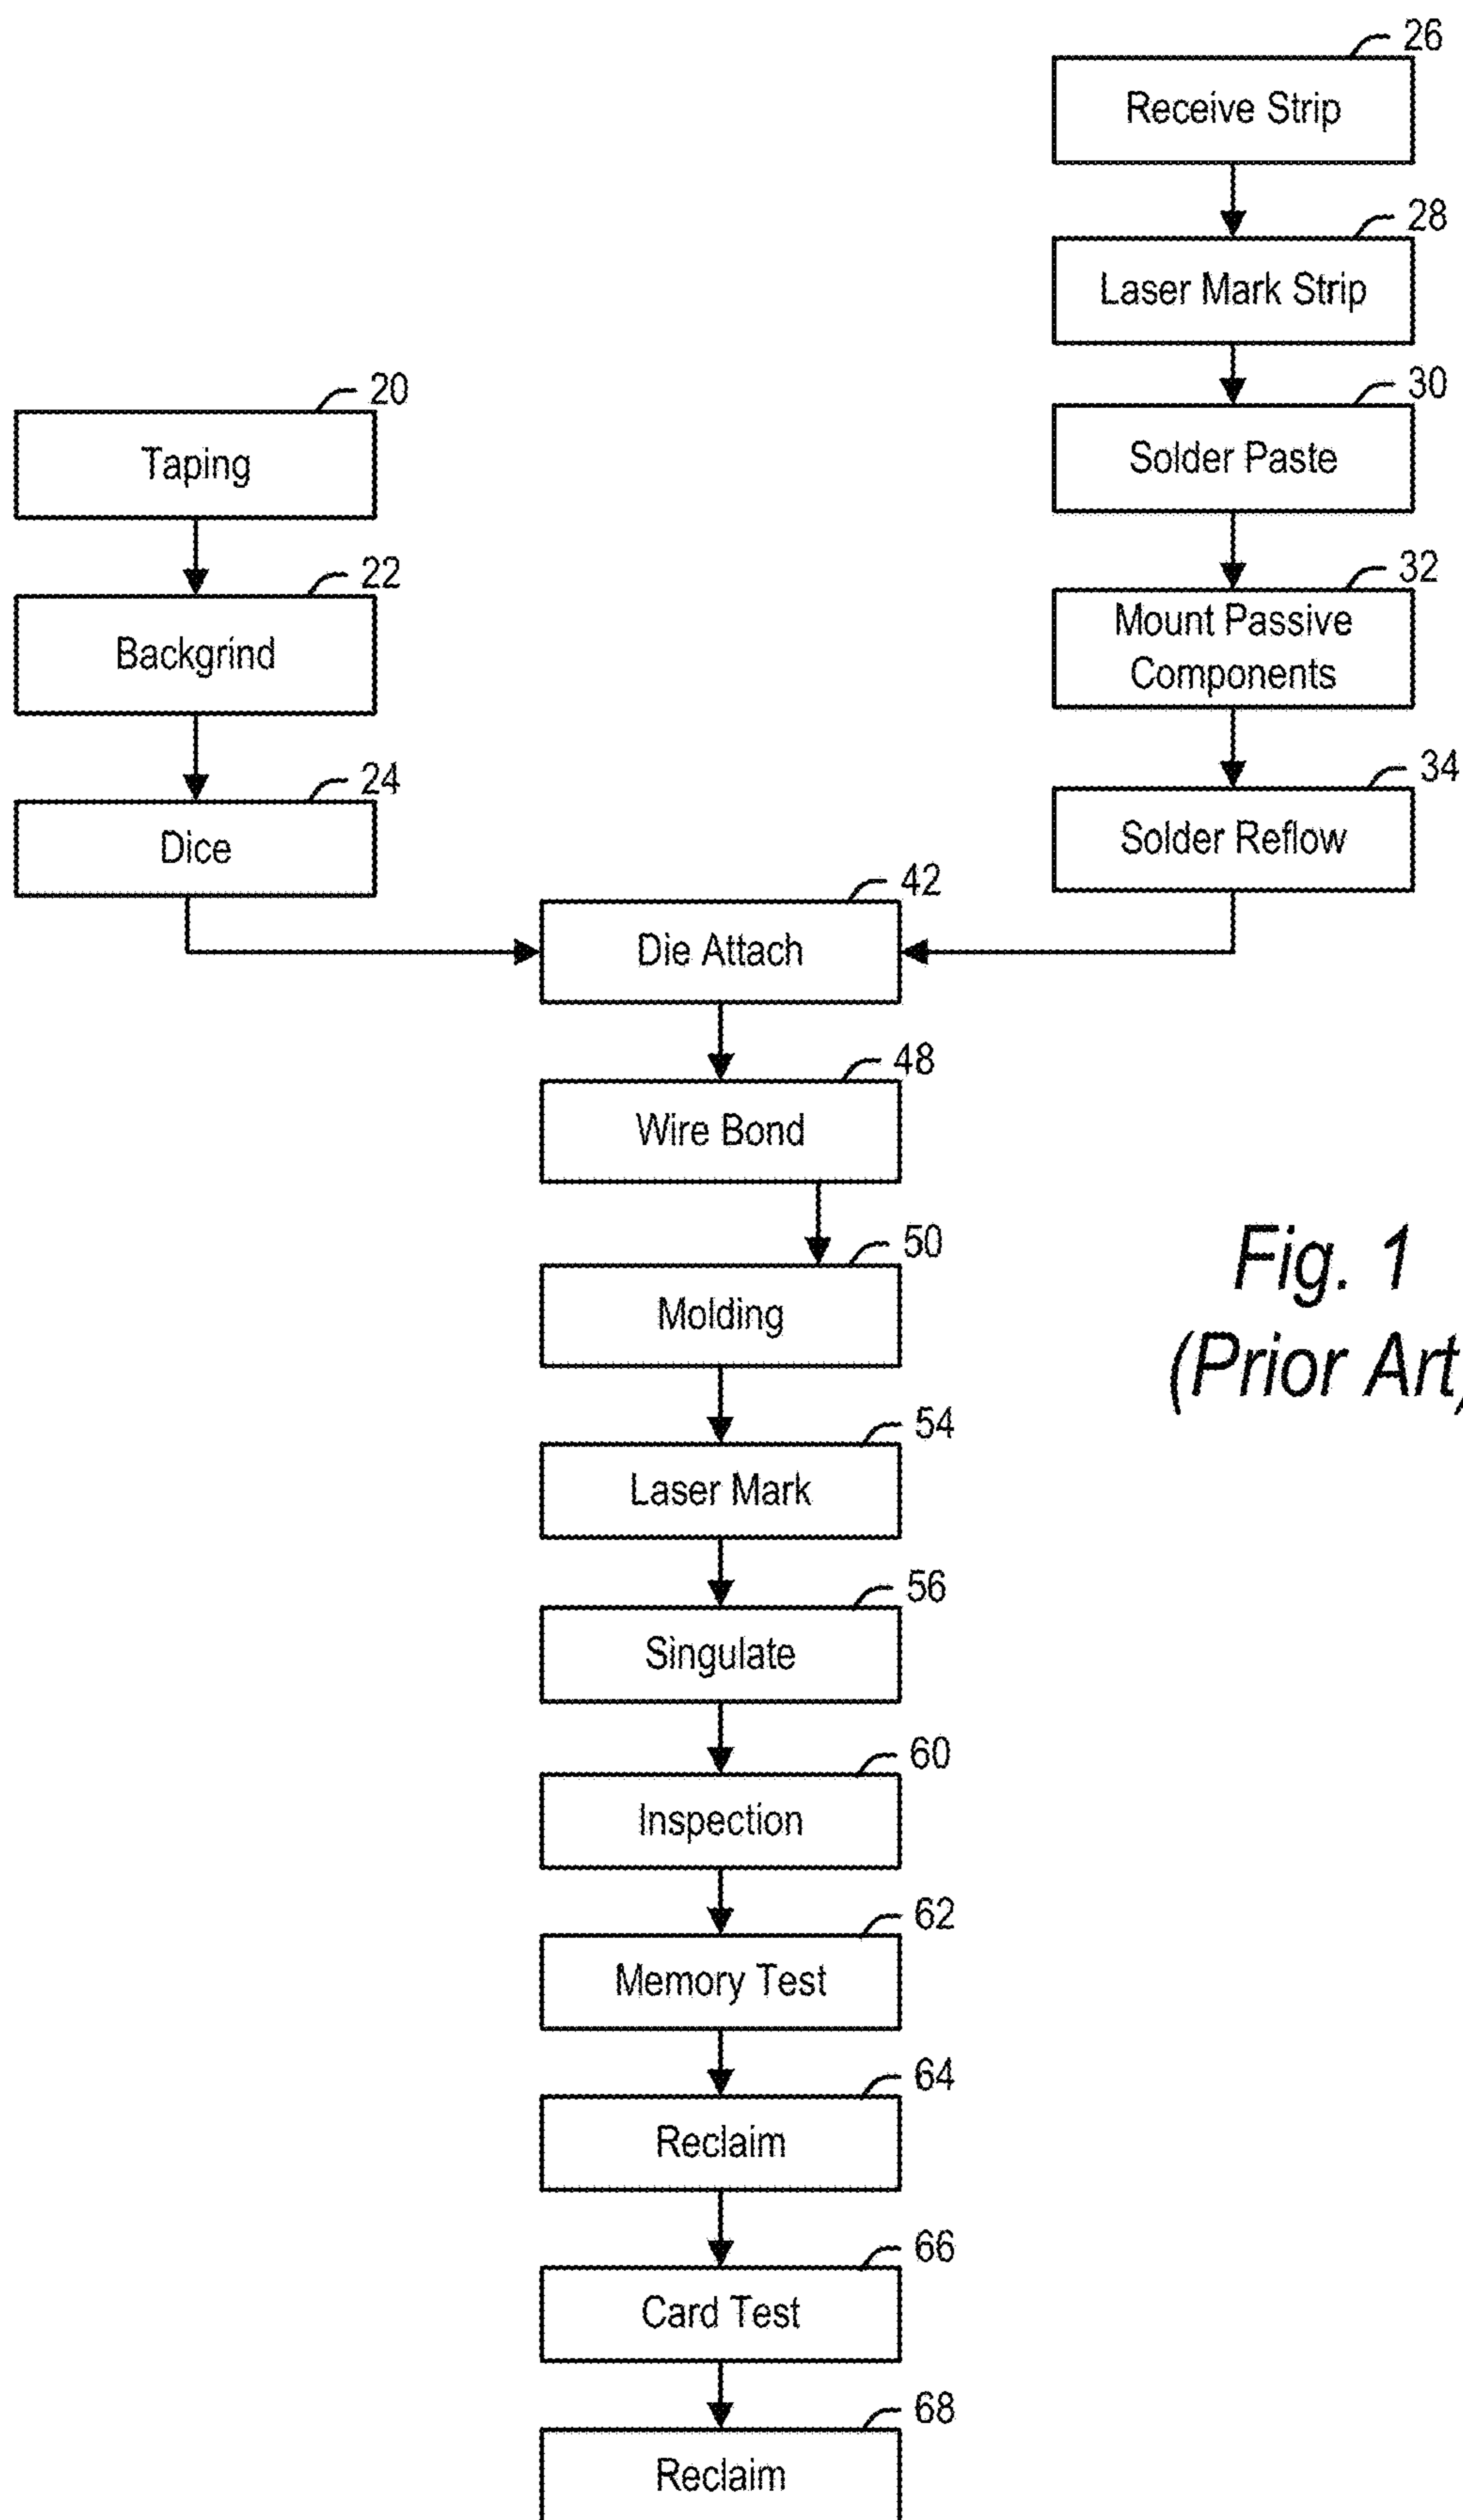 26
Receive Strip
28
Laser Mark Strip
30
Solder Paste
20
Taping
32
Mount Passive
Components
22
Backgrind
34
Solder Reflow
24
Dice
42
Die Attach
48
Wire Bond
50
Molding
Fig. 1
(Prior Art)
54
Laser Mark
56
Singulate
60
Inspection
62
Memory Test
64
Reclaim
66
Card Test
68
Reclaim